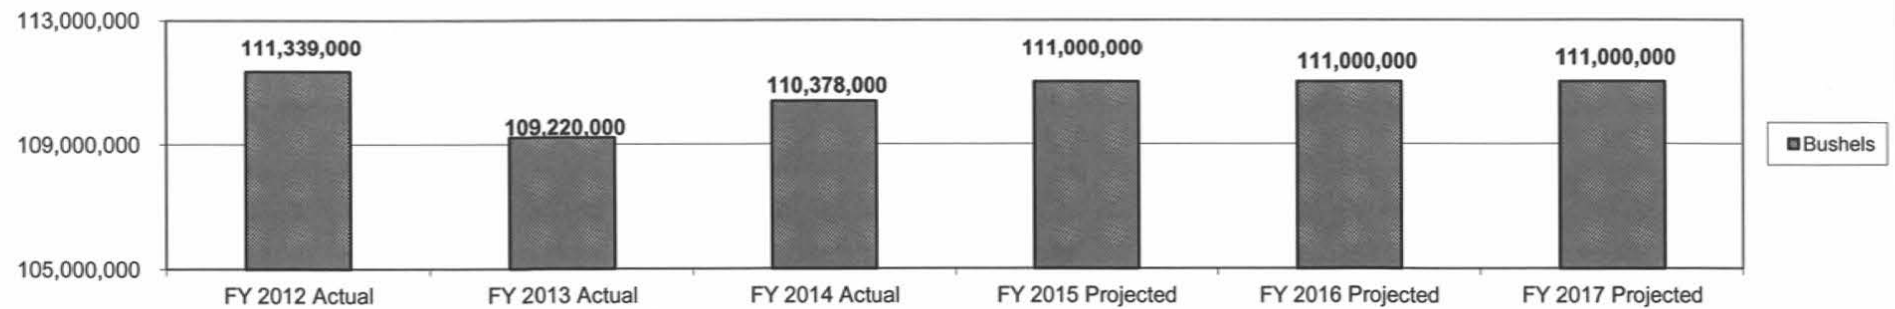 113,000,000
111,339,000
109,220,000
110,378,000
111,000,000
111,000,000
111,000,000
109,000,000
Bushels
105,000,000
FY 2012 Actual
FY 2013 Actual
FY 2014 Actual
FY 2015 Projected
FY 2016 Projected
FY 2017 Projected